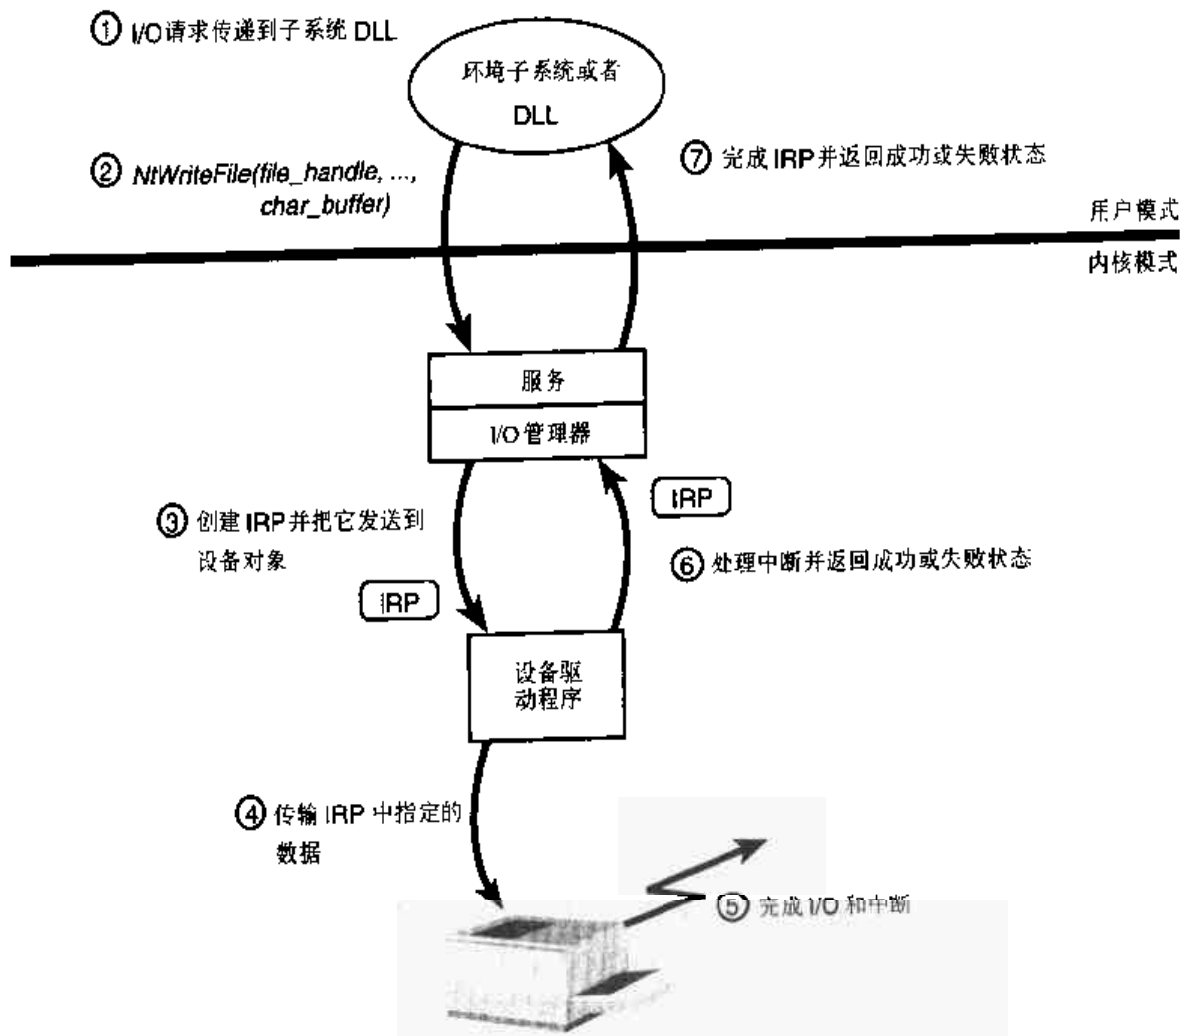 ① I/O请求传递到子系统 DLL
环境子系统或者
DLL
② NtWriteFile(file_handle, ...,
char_buffer)
⑦ 完成 IRP 并返回成功或失败状态
用户模式
内核模式
服务
I/O 管理器
③ 创建 IRP 并把它发送到
设备对象
IRP
IRP
⑥ 处理中断并返回成功或失败状态
设备驱
动程序
④ 传输 IRP 中指定的
数据
⑤ 完成 I/O 和中断